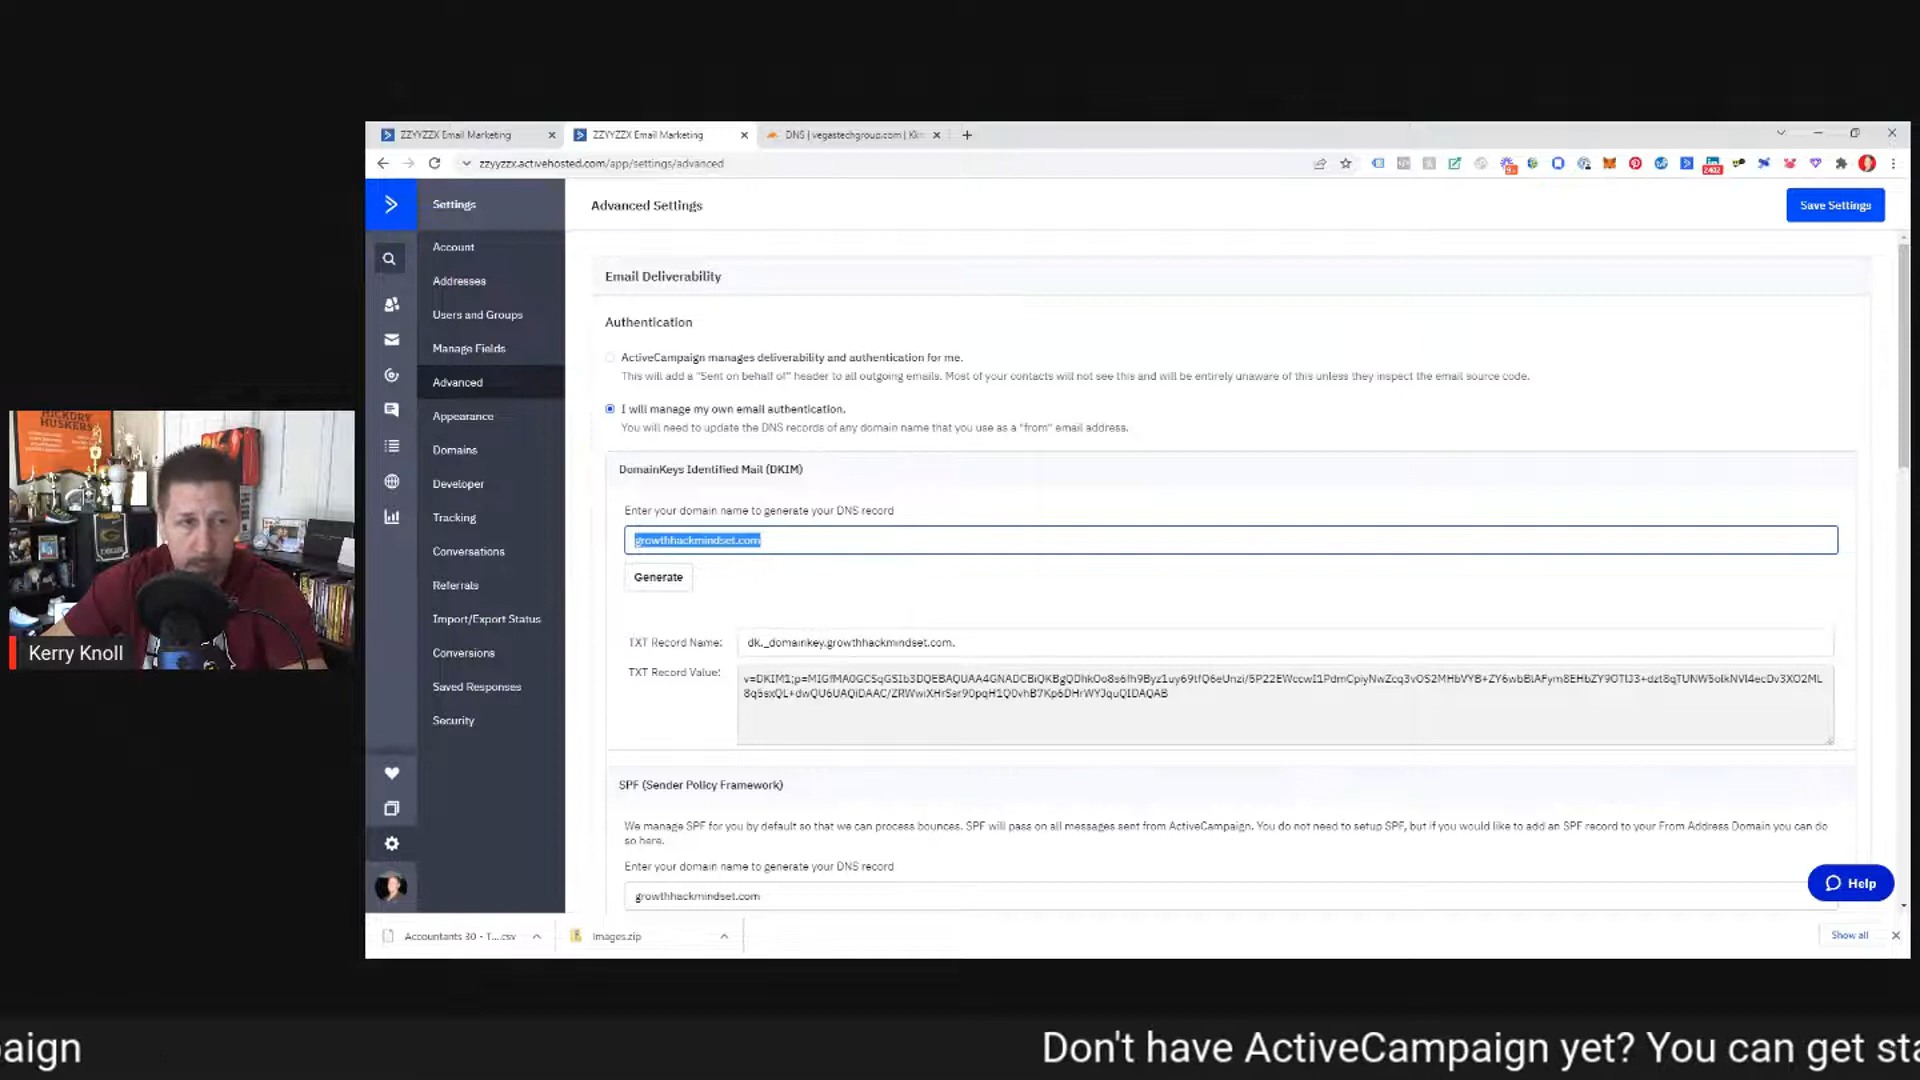 ZZYYZZX Email Marketing
ZZYYZZX Email Marketing
DNS | vegastechgroup.com |
zzyyzzx.activehosted.com/app/settings/advanced
2402
Settings
Advanced Settings
Save Settings
Account
Addresses
Users and Groups
Manage Fields
Advanced
Appearance
Domains
Developer
Tracking
Conversations
Referrals
Import/Export Status
Conversions
Saved Responses
Security
Email Deliverability
Authentication
ActiveCampaign manages deliverability and authentication for me.
This will add a "Sent on behalf of" header to all outgoing emails. Most of your contacts will not see this and will be entirely unaware of this unless they inspect the email source code.
I will manage my own email authentication.
You will need to update the DNS records of any domain name that you use as a "from" email address.
DomainKeys Identified Mail (DKIM)
Enter your domain name to generate your DNS record
growthhackmindset.com
Generate
TXT Record Name:
dk._domainkey.growthhackmindset.com.
TXT Record Value:
SPF (Sender Policy Framework)
We manage SPF for you by default so that we can process bounces. SPF will pass on all messages sent from ActiveCampaign. You do not need to setup SPF, but if you would like to add an SPF record to your From Address Domain you can do
so here.
Enter your domain name to generate your DNS record
growthhackmindset.com
Help
Accountants 30 - T....csv
Images.zip
Show all
HICKORY
HUSKERS
Kerry Knoll
paign
Don't have ActiveCampaign yet? You can get sta